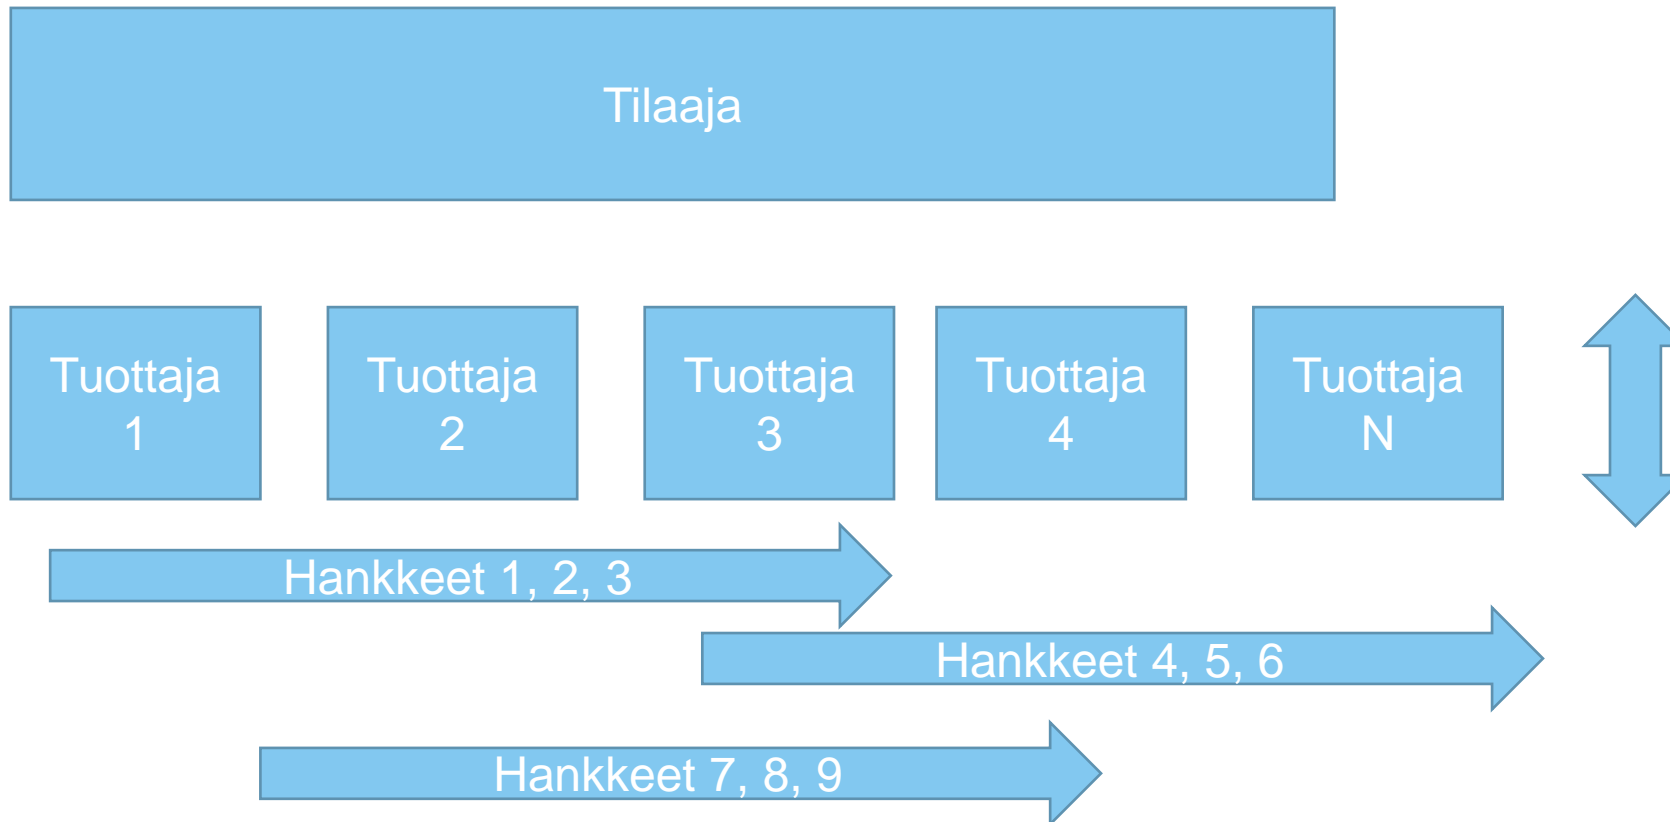 Tilaaja
Tuottaja
1
Tuottaja
2
Tuottaja
3
Tuottaja
4
Tuottaja
N
Hankkeet 1, 2, 3
Hankkeet 4, 5, 6
Hankkeet 7, 8, 9